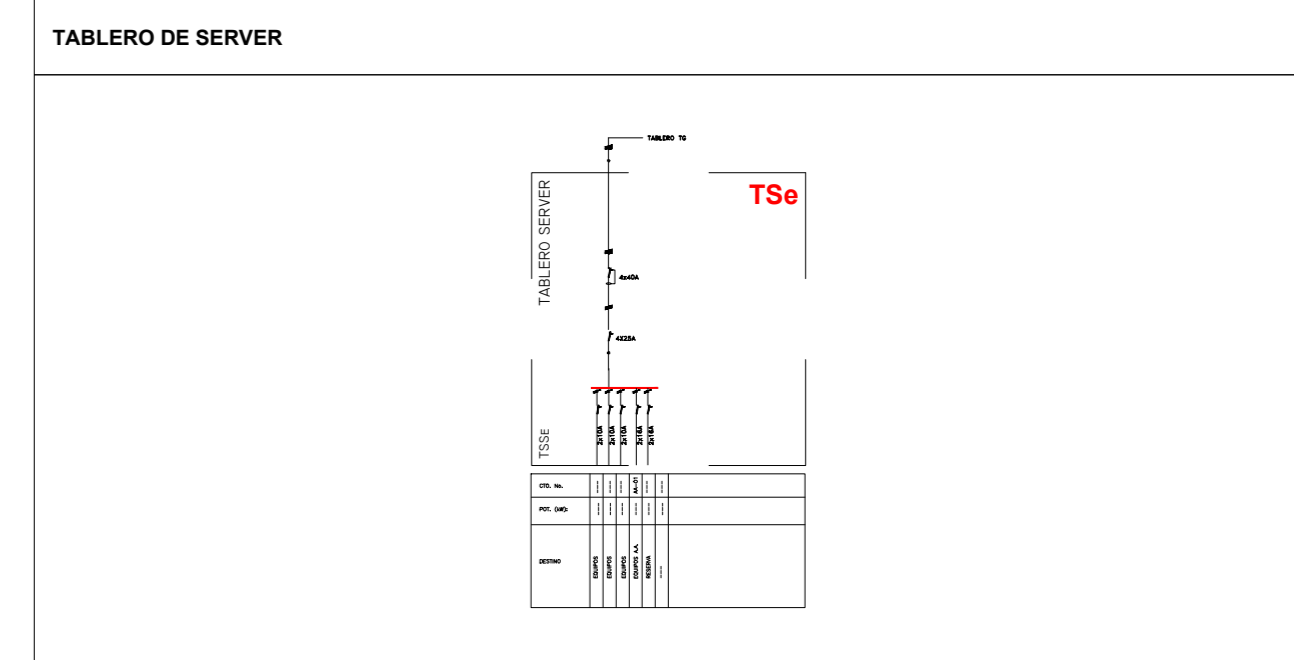 TABLERO DE SERVER
TABLERO TG
TABLERO SERVER
TSe
4x40A
4X25A
TSSE
2x10A
2x10A
2x10A
2x16A
2x16A
CTO. No. --- --- --- AA-01 --- ---
POT. (kW): --- --- --- --- --- ---
DESTINO EQUIPOS EQUIPOS EQUIPOS EQUIPOS A.A. RESERVA ---